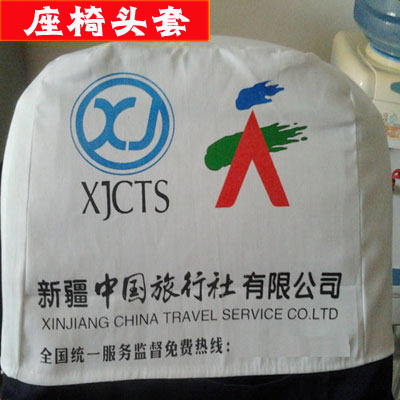 座椅头套
XJ
XJCTS
新疆中国旅行社有限公司
XINJIANG CHINA TRAVEL SERVICE CO.LTD
全国统一服务监督免费热线：